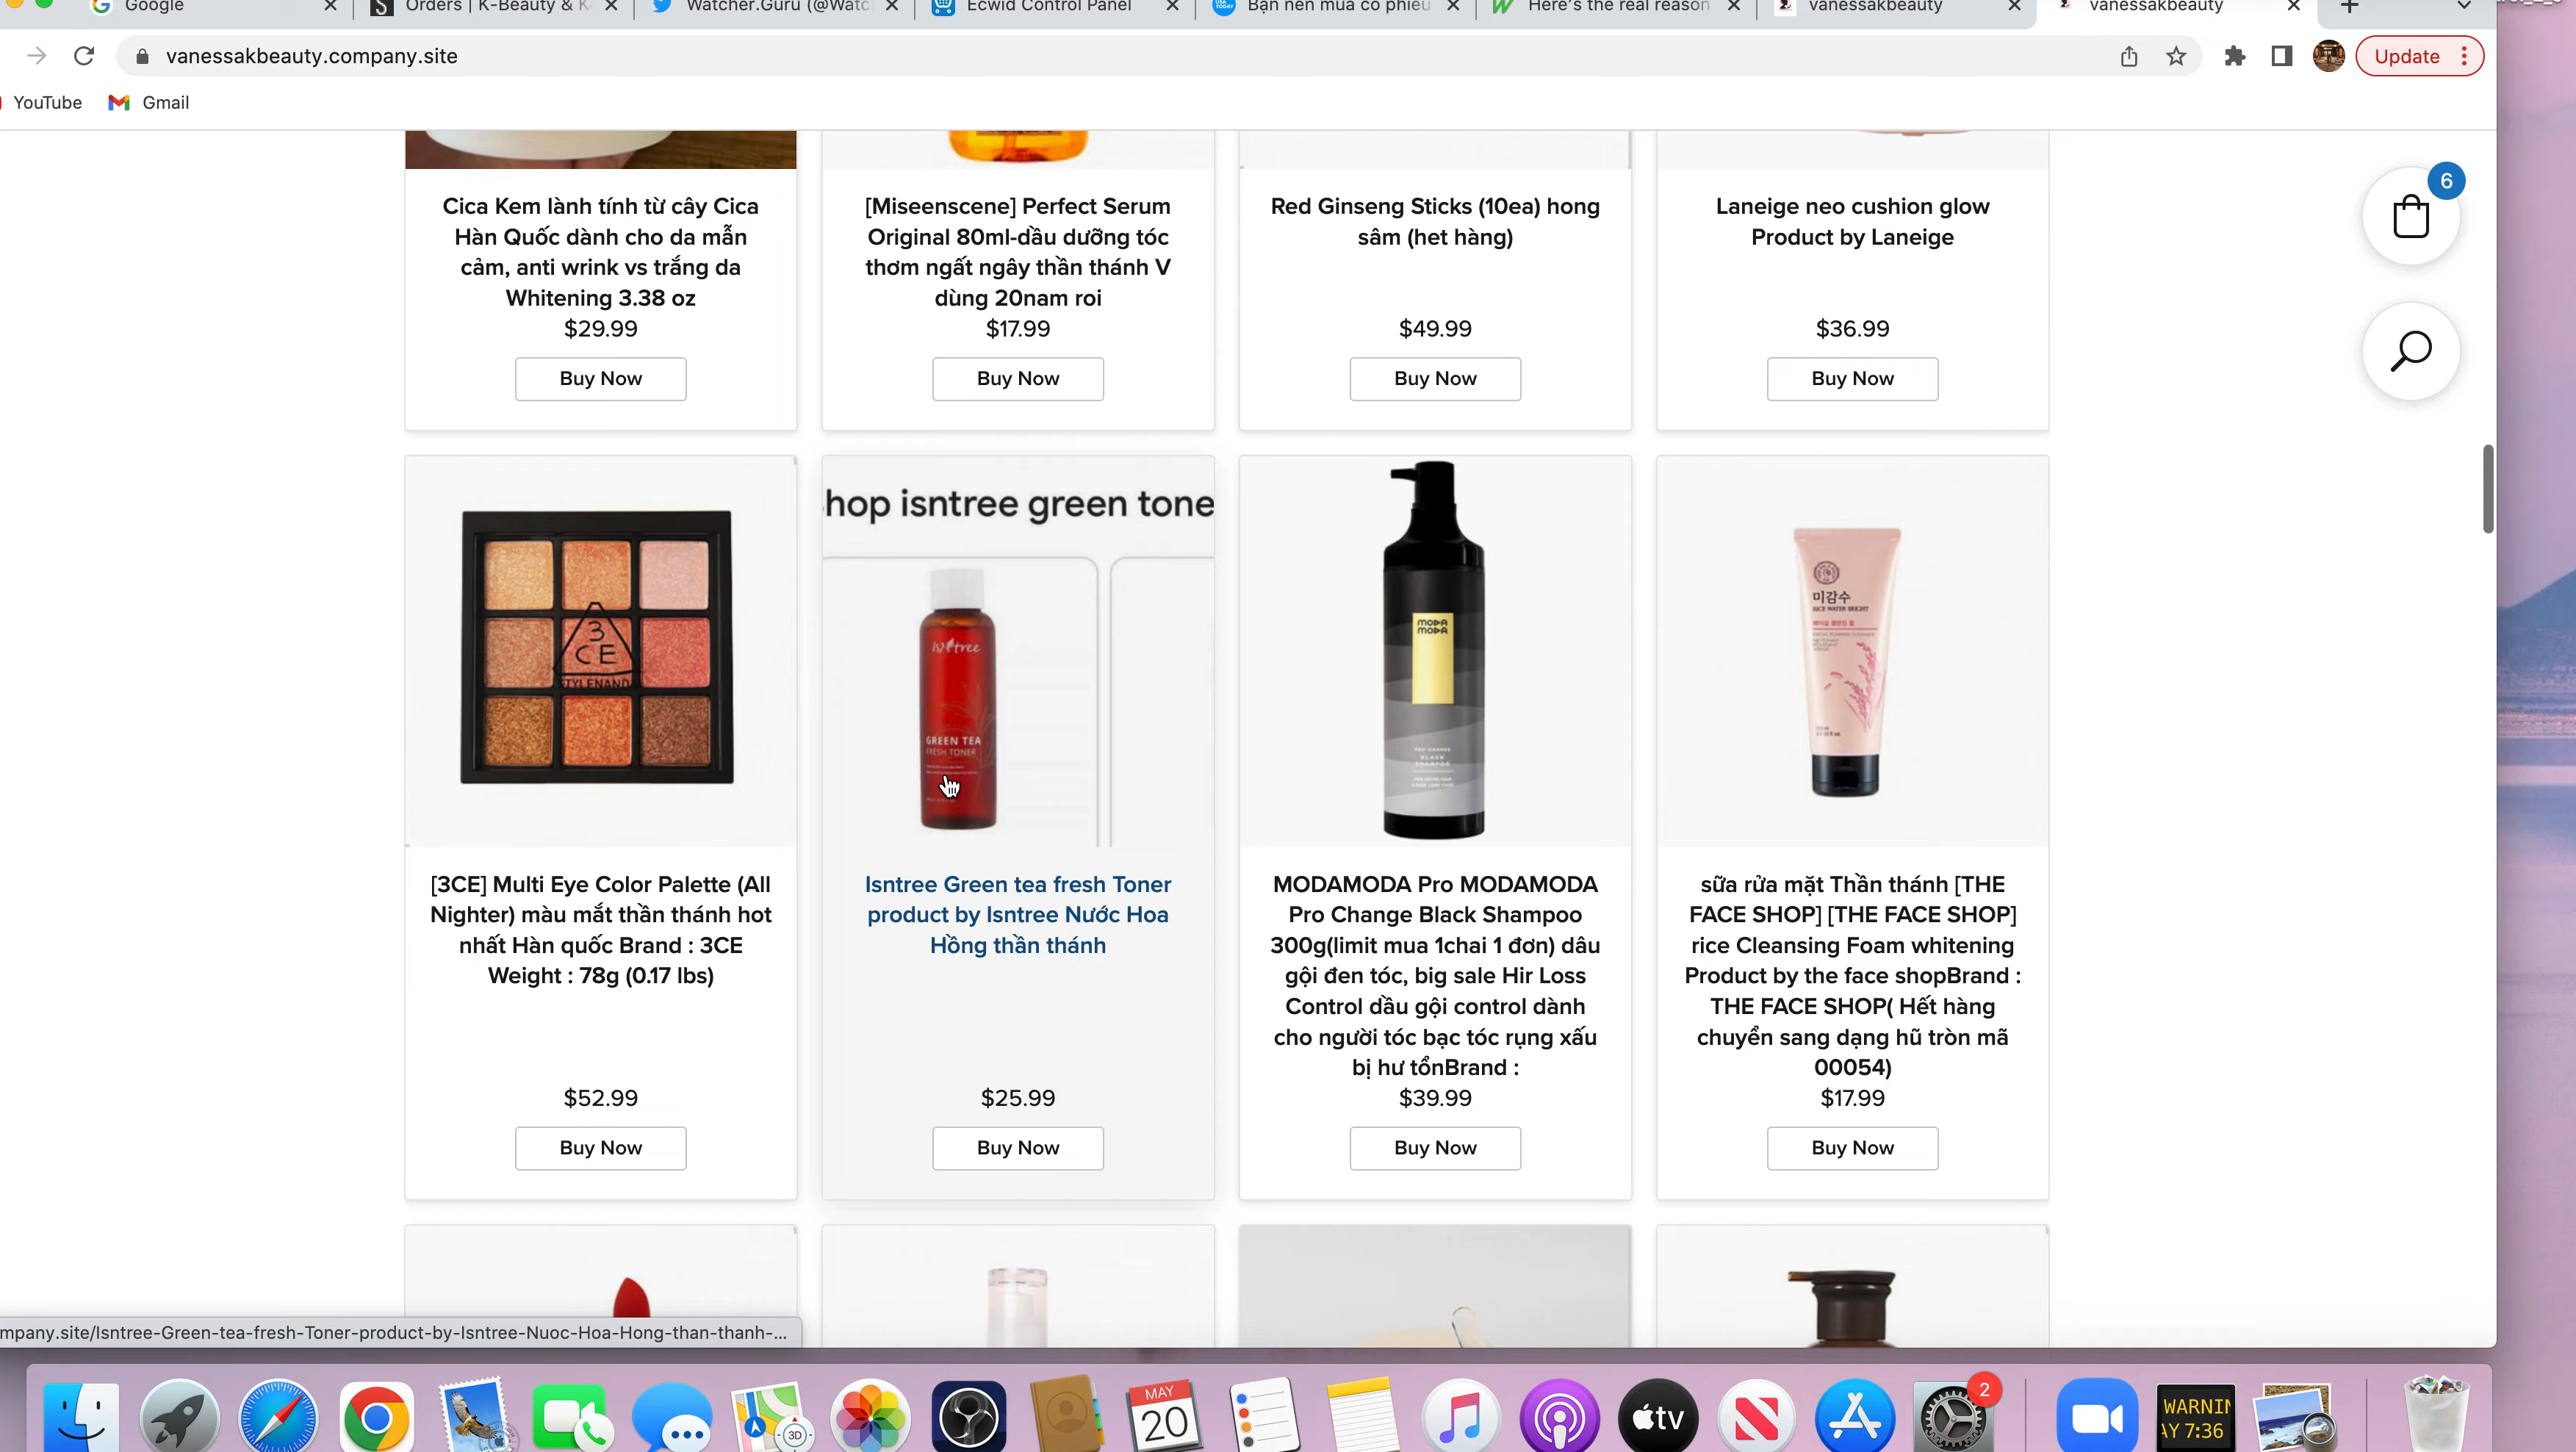 Google
Orders | K-Beauty & K
Watcher.Guru (@Watc
Ecwid Control Panel
Bạn nên mua cổ phiếu
Here's the real reason
vanessakbeauty
vanessakbeauty
vanessakbeauty.company.site
Update
YouTube
Gmail
6
Cica Kem lành tính từ cây Cica
Hàn Quốc dành cho da mẫn
cảm, anti wrink vs trắng da
Whitening 3.38 oz
$29.99
Buy Now
[Miseenscene] Perfect Serum
Original 80ml-dầu dưỡng tóc
thơm ngất ngây thần thánh V
dùng 20nam roi
$17.99
Buy Now
Red Ginseng Sticks (10ea) hong
sâm (het hàng)
$49.99
Buy Now
Laneige neo cushion glow
Product by Laneige
$36.99
Buy Now
3
CE
STYLENANDA
[3CE] Multi Eye Color Palette (All
Nighter) màu mắt thần thánh hot
nhất Hàn quốc Brand : 3CE
Weight : 78g (0.17 lbs)
$52.99
Buy Now
hop isntree green tone
Isntree
GREEN TEA
FRESH TONER
Isntree Green tea fresh Toner
product by Isntree Nước Hoa
Hồng thần thánh
$25.99
Buy Now
MODA
MODA
PRO-CHANGE
BLACK
SHAMPOO
MODAMODA Pro MODAMODA
Pro Change Black Shampoo
300g(limit mua 1chai 1 đơn) dâu
gội đen tóc, big sale Hir Loss
Control dầu gội control dành
cho người tóc bạc tóc rụng xấu
bị hư tổnBrand :
$39.99
Buy Now
미감수
RICE WATER BRIGHT
sữa rửa mặt Thần thánh [THE
FACE SHOP] [THE FACE SHOP]
rice Cleansing Foam whitening
Product by the face shopBrand :
THE FACE SHOP( Hết hàng
chuyển sang dạng hũ tròn mã
00054)
$17.99
Buy Now
mpany.site/Isntree-Green-tea-fresh-Toner-product-by-Isntree-Nuoc-Hoa-Hong-than-thanh-...
3D
MAY
20
tv
2
WARNIN
AY 7:36